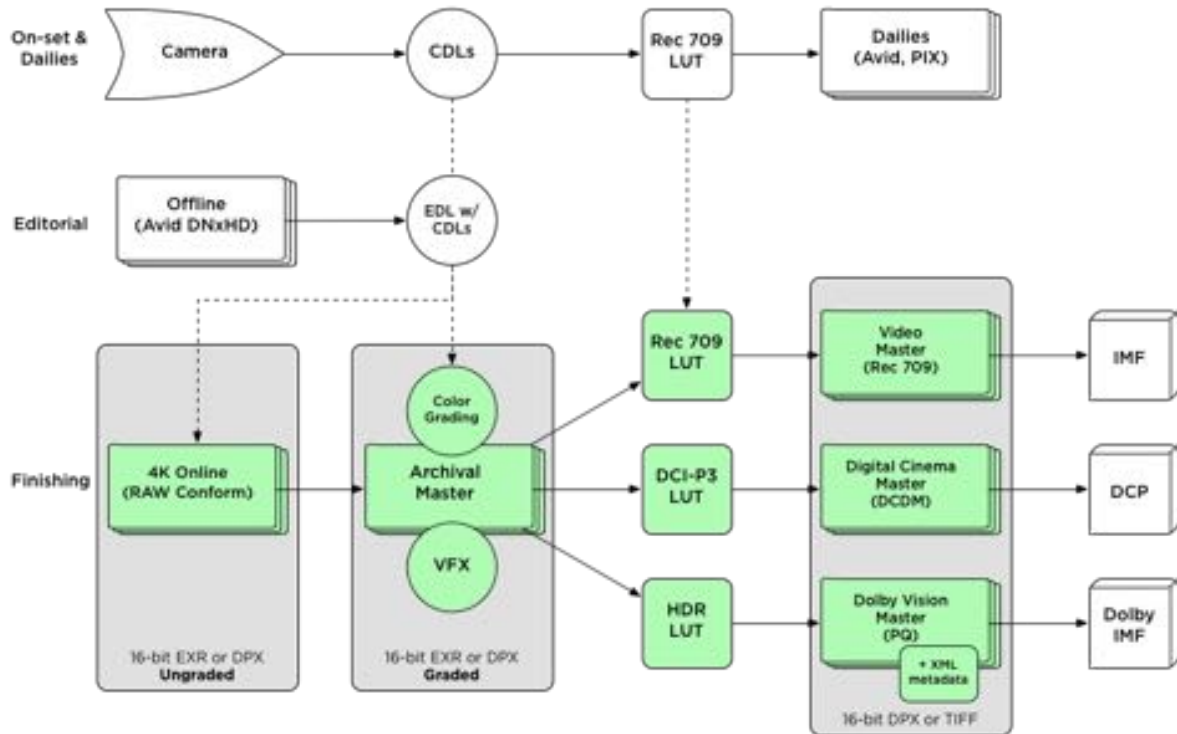 On-set &
Dailies
Camera
CDLs
Rec 709
LUT
Dailies
(Avid, PIX)
Editorial
Offline
(Avid DNxHD)
EDL w/
CDLs
Finishing
4K Online
(RAW Conform)
16-bit EXR or DPX
Ungraded
Color
Grading
Archival
Master
VFX
16-bit EXR or DPX
Graded
Rec 709
LUT
DCI-P3
LUT
HDR
LUT
Video
Master
(Rec 709)
Digital Cinema
Master
(DCDM)
Dolby Vision
Master
(PQ)
+ XML
metadata
16-bit DPX or TIFF
IMF
DCP
Dolby
IMF